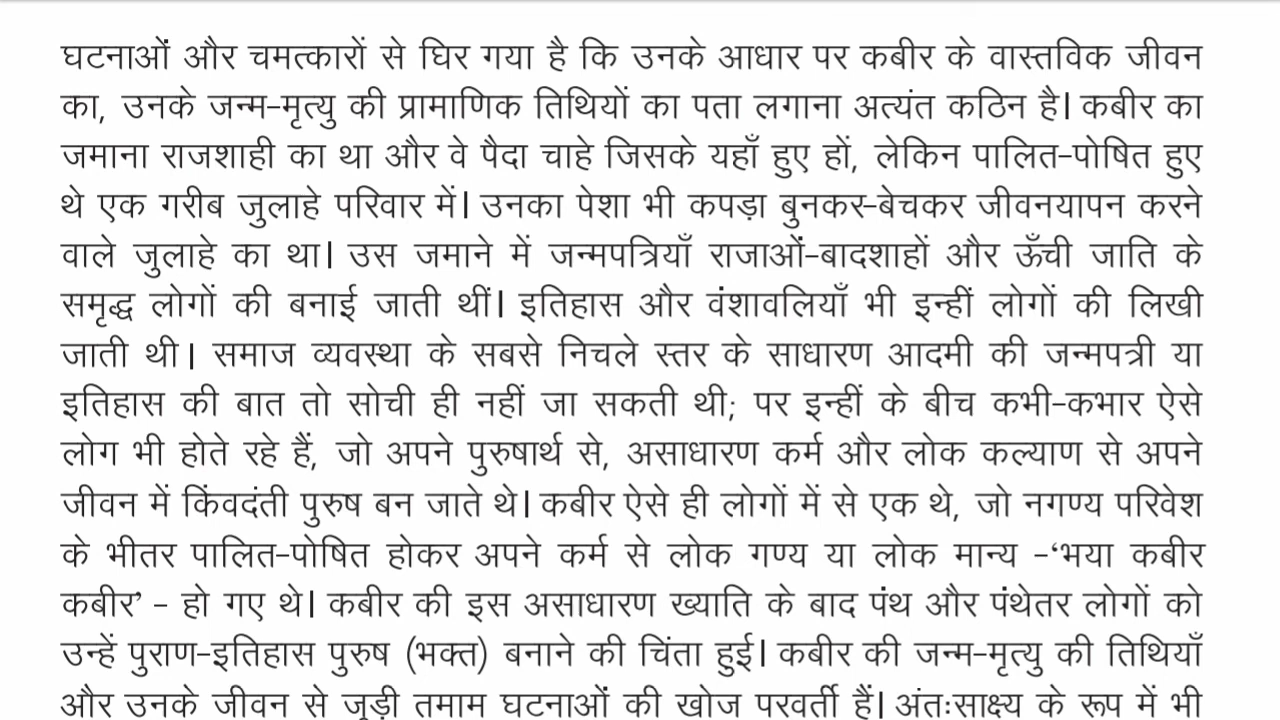 घटनाओं और चमत्कारों से घिर गया है कि उनके आधार पर कबीर के वास्तविक जीवन
का, उनके जन्म-मृत्यु की प्रामाणिक तिथियों का पता लगाना अत्यंत कठिन है। कबीर का
जमाना राजशाही का था और वे पैदा चाहे जिसके यहाँ हुए हों, लेकिन पालित-पोषित हुए
थे एक गरीब जुलाहे परिवार में। उनका पेशा भी कपड़ा बुनकर-बेचकर जीवनयापन करने
वाले जुलाहे का था। उस जमाने में जन्मपत्रियाँ राजाओं-बादशाहों और ऊँची जाति के
समृद्ध लोगों की बनाई जाती थीं। इतिहास और वंशावलियाँ भी इन्हीं लोगों की लिखी
जाती थी। समाज व्यवस्था के सबसे निचले स्तर के साधारण आदमी की जन्मपत्री या
इतिहास की बात तो सोची ही नहीं जा सकती थी; पर इन्हीं के बीच कभी-कभार ऐसे
लोग भी होते रहे हैं, जो अपने पुरुषार्थ से, असाधारण कर्म और लोक कल्याण से अपने
जीवन में किंवदंती पुरुष बन जाते थे। कबीर ऐसे ही लोगों में से एक थे, जो नगण्य परिवेश
के भीतर पालित-पोषित होकर अपने कर्म से लोक गण्य या लोक मान्य -‘भया कबीर
कबीर’ - हो गए थे। कबीर की इस असाधारण ख्याति के बाद पंथ और पंथेतर लोगों को
उन्हें पुराण-इतिहास पुरुष (भक्त) बनाने की चिंता हुई। कबीर की जन्म-मृत्यु की तिथियाँ
और उनके जीवन से जुड़ी तमाम घटनाओं की खोज परवर्ती हैं। अंतःसाक्ष्य के रूप में भी